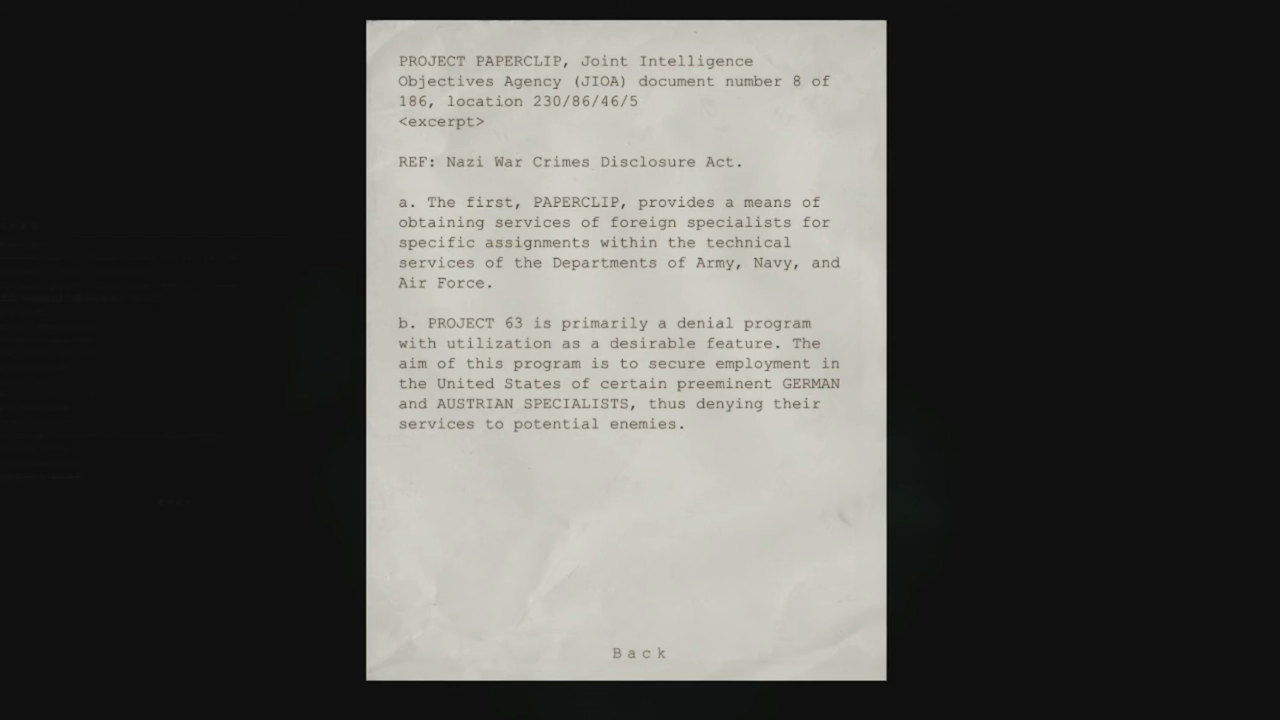 PROJECT PAPERCLIP, Joint Intelligence
Objectives Agency (JIOA) document number 8 of
186, location 230/86/46/5
<excerpt>
REF: Nazi War Crimes Disclosure Act.
a. The first, PAPERCLIP, provides a means of
obtaining services of foreign specialists for
specific assignments within the technical
services of the Departments of Army, Navy, and
Air Force.
b. PROJECT 63 is primarily a denial program
with utilization as a desirable feature. The
aim of this program is to secure employment in
the United States of certain preeminent GERMAN
and AUSTRIAN SPECIALISTS, thus denying their
services to potential enemies.
Back